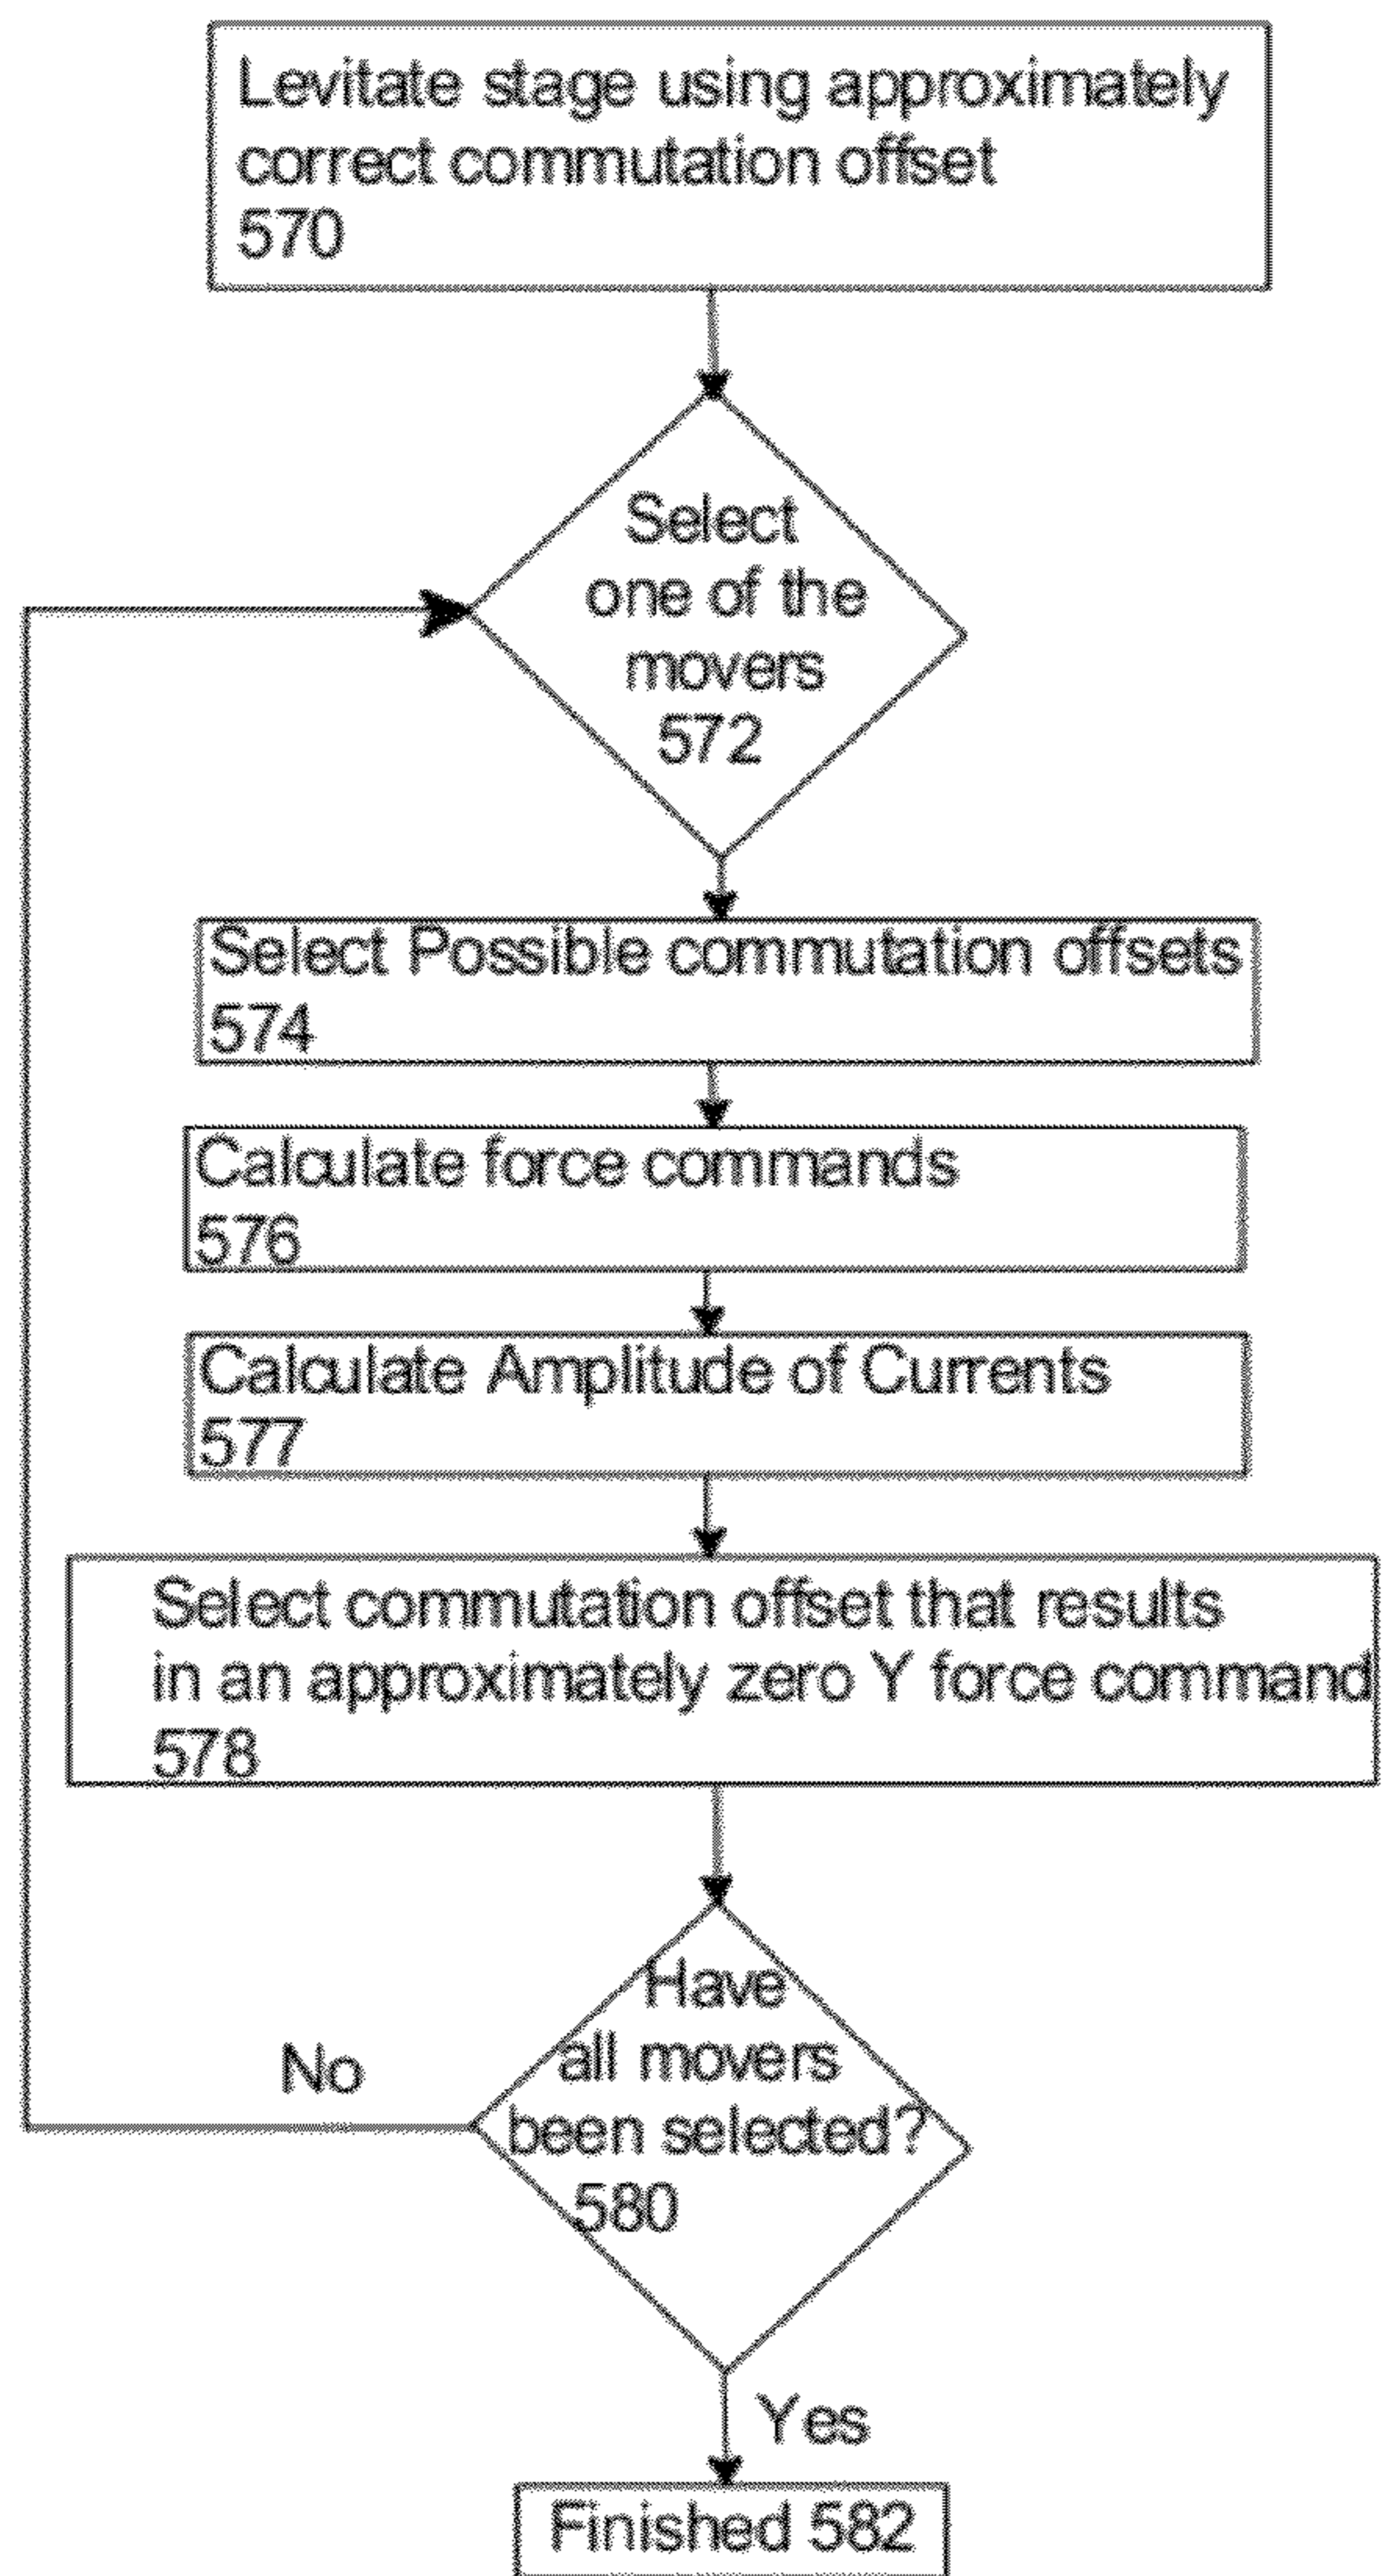 Levitate stage using approximately
correct commutation offset
570
Select
one of the
movers
572
Select Possible commutation offsets
574
Calculate force commands
576
Calculate Amplitude of Currents
577
Select commutation offset that results
in an approximately zero Y force command
578
Have
all movers
been selected?
580
No
Yes
Finished 582